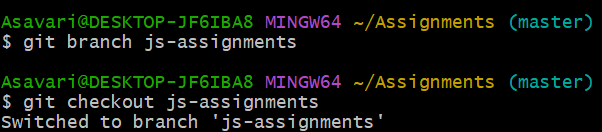 Asavari@DESKTOP-JF6IBA8 MINGW64 ~/Assignments (master)
$ git branch js-assignments
Asavari@DESKTOP-JF6IBA8 MINGW64 ~/Assignments (master)
$ git checkout js-assignments
Switched to branch 'js-assignments'